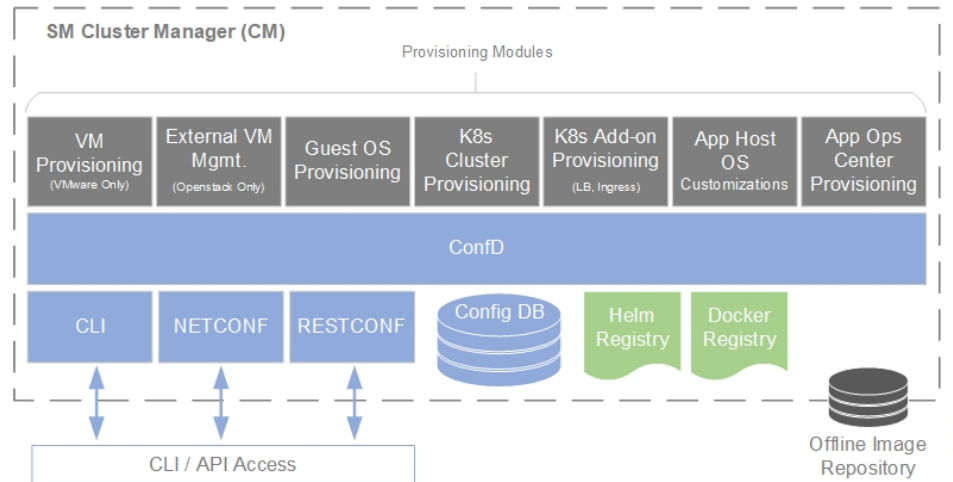 SM Cluster Manager (CM)
Provisioning Modules
VM
Provisioning
(VMware Only)
External VM
Mgmt.
(Openstack Only)
Guest OS
Provisioning
K8s
Cluster
Provisioning
K8s Add-on
Provisioning
(LB, Ingress)
App Host
OS
Customizations
App Ops
Center
Provisioning
ConfD
CLI
NETCONF
RESTCONF
Config DB
Helm
Registry
Docker
Registry
Offline Image
Repository
CLI / API Access